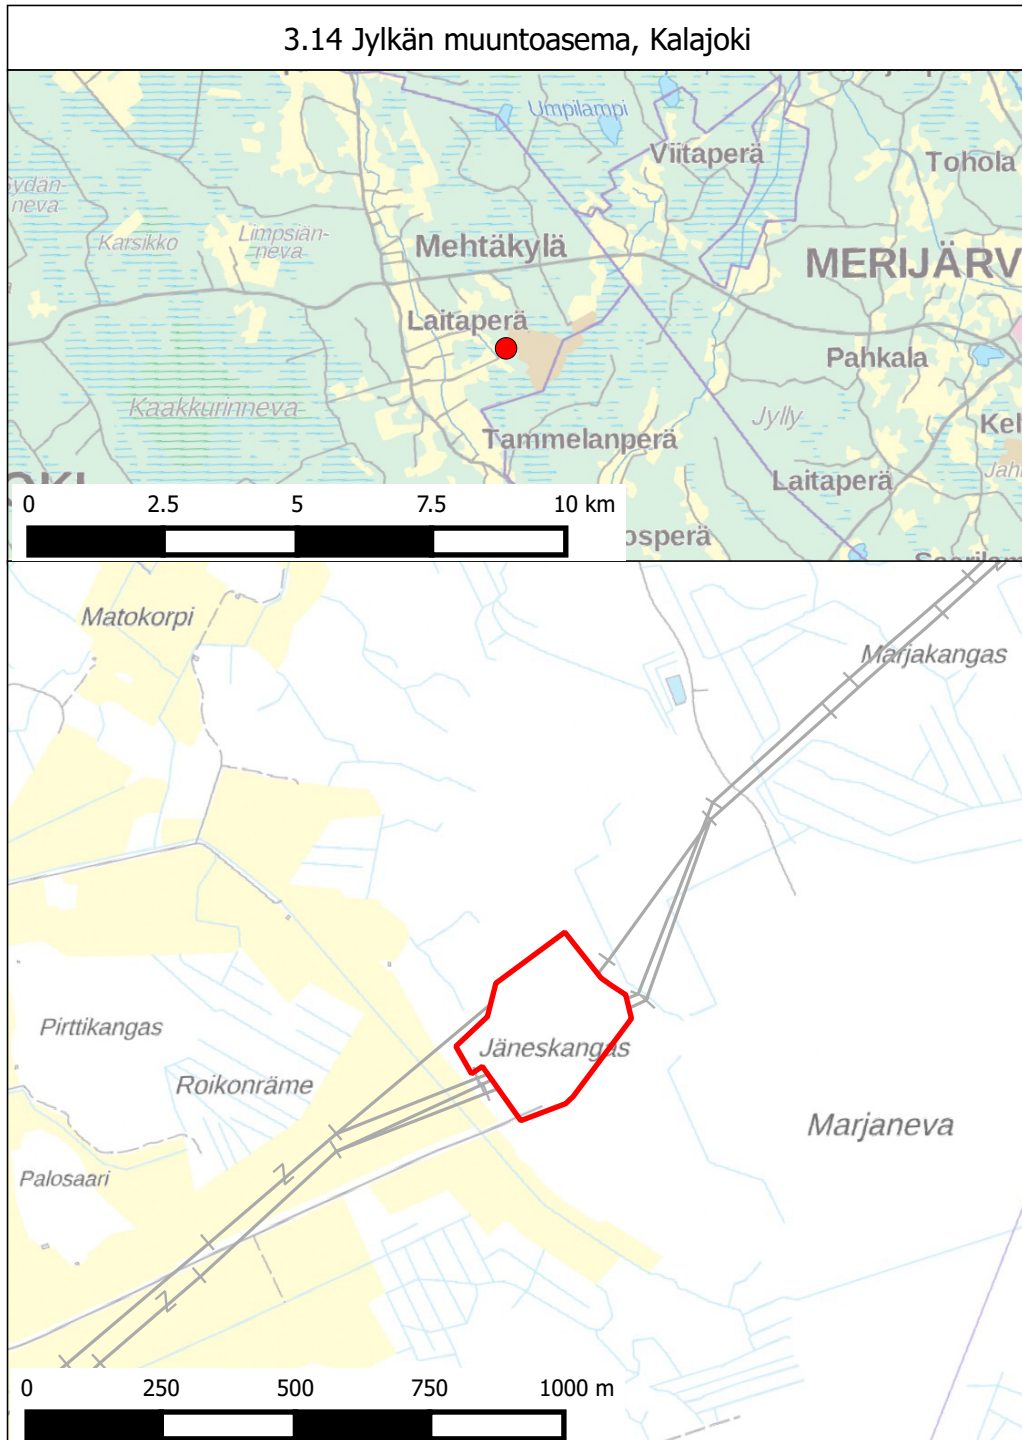 3.14 Jylkän muuntoasema, Kalajoki
Umpilampi
Viitaperä
Tohola
neva
Karsikko
Limpsiän-
neva
Mehtäkylä
MERIJÄRV
Laitaperä
Pahkala
Kaakkurinneva
Jylly
Tammelanperä
Kel
Laitaperä
osperä
0 2.5 5 7.5 10 km
Matokorpi
Marjakangas
Pirttikangas
Jäneskangas
Roikonräme
Marjaneva
Palosaari
0 250 500 750 1000 m